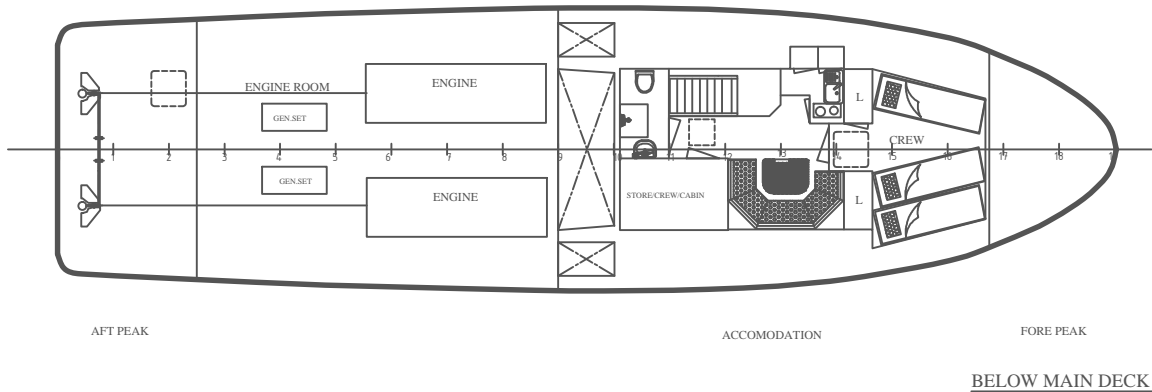 ENGINE
ENGINE ROOM
GEN.SET
L
CREW
1 2 3 4 5 6 7 8 9 10 11 12 13 14 15 16 17 18
GEN.SET
ENGINE
STORE/CREW/CABIN
L
AFT PEAK
ACCOMODATION
FORE PEAK
BELOW MAIN DECK